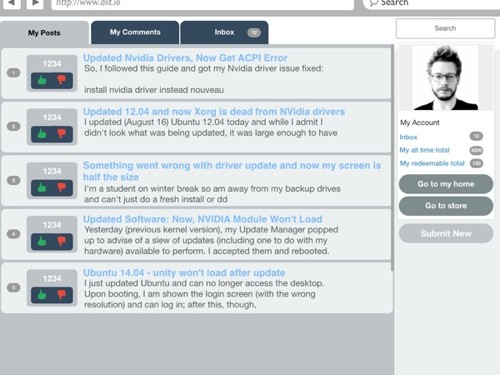 http://www.dllt.io
Search
My Posts
My Comments
Inbox 12
Search
1
1234
Updated Nvidia Drivers, Now Get ACPI Error
So, I followed this guide and got my Nvidia driver issue fixed:
install nvidia driver instead nouveau
2
1234
Updated 12.04 and now Xorg is dead from NVidia drivers
I updated (August 16) Ubuntu 12.04 today and while I admit I
didn't look what was being updated, it was large enough to have
3
1234
Something went wrong with driver update and now my screen is
half the size
I'm a student on winter break so am away from my backup drives
and can't just do a fresh install or dd
4
1234
Updated Software: Now, NVIDIA Module Won't Load
Yesterday (previous kernel version), my Update Manager popped
up to advise of a slew of updates (including one to do with my
hardware) available to perform. I accepted them and rebooted.
5
1234
Ubuntu 14.04 - unity won't load after update
I just updated Ubuntu and can no longer access the desktop.
Upon booting, I am shown the login screen (with the wrong
resolution) and can log in; after this, though,
My Account
Inbox 12
My all time total
My redeemable total
Go to my home
Go to store
Submit New